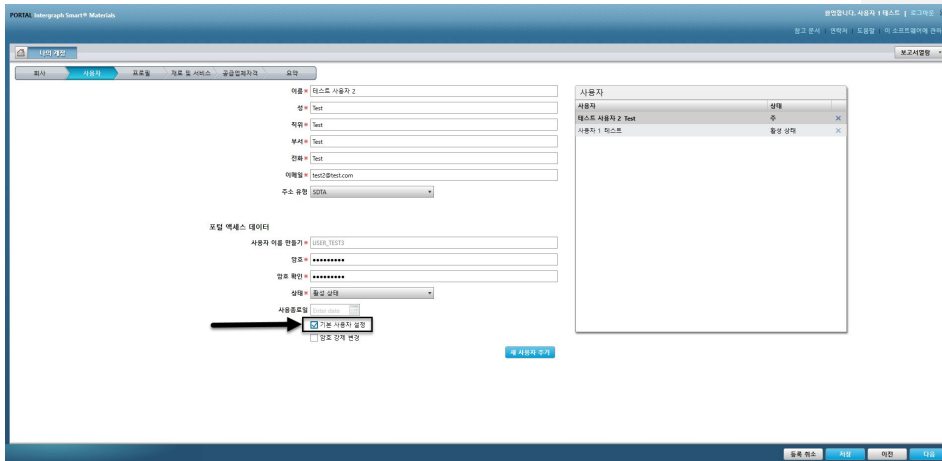 PORTAL Intergraph Smart® Materials
환영합니다. 사용자 1 테스트 | 로그아웃
참고 문서 | 연락처 | 도움말 | 이 소프트웨어에 관하
나의 계정
보고서열람
회사 사용자 프로필 재료 및 서비스 공급업체자격 요약
이름* 테스트 사용자 2
성* Test
직위* Test
부서* Test
전화* Test
이메일* test2@test.com
주소 유형 SDTA
포털 액세스 데이터
사용자 이름 만들기* USER_TEST3
암호* •••••••••
암호 확인* •••••••••
상태* 활성 상태
사용종료일 Enter date
기본 사용자 설정
암호 강제 변경
새 사용자 추가
사용자
사용자 상태
테스트 사용자 2 Test 주
사용자 1 테스트 활성 상태
등록 취소 저장 이전 다음